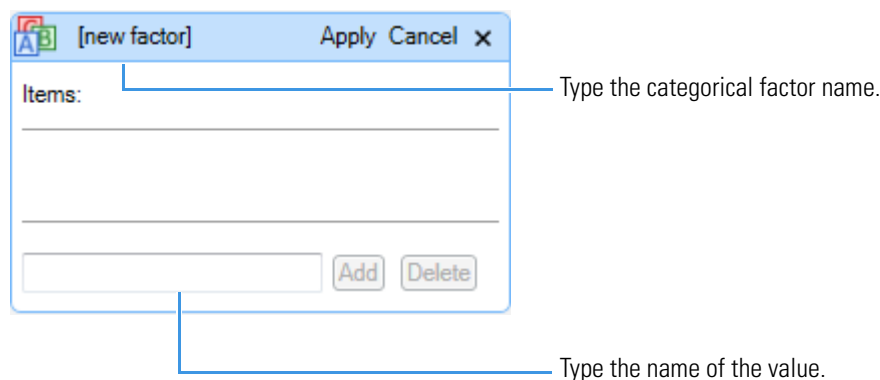 [new factor] Apply Cancel ×
Type the categorical factor name.
Items:
Add Delete
Type the name of the value.